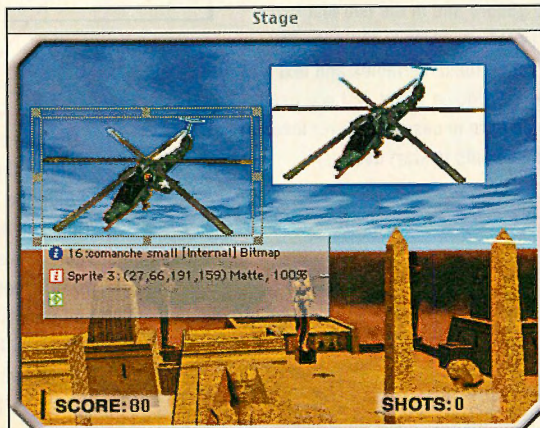 Stage
16:comanche small [Internal] Bitmap
Sprite 3: (27,66,191,159) Matte, 100%
SCORE: 80
SHOTS: 0